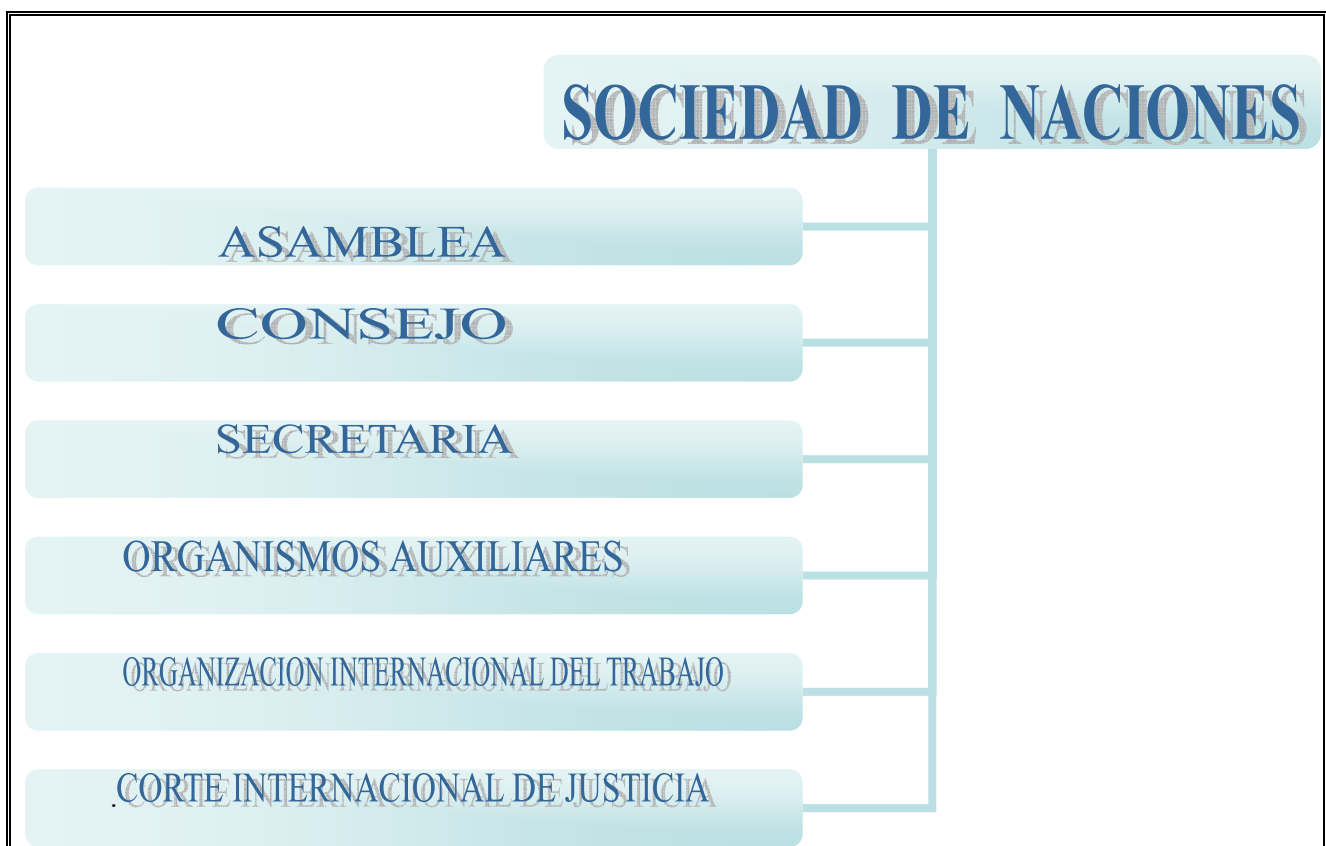 SOCIEDAD DE NACIONES
ASAMBLEA
CONSEJO
SECRETARIA
ORGANISMOS AUXILIARES
ORGANIZACION INTERNACIONAL DEL TRABAJO
.CORTE INTERNACIONAL DE JUSTICIA